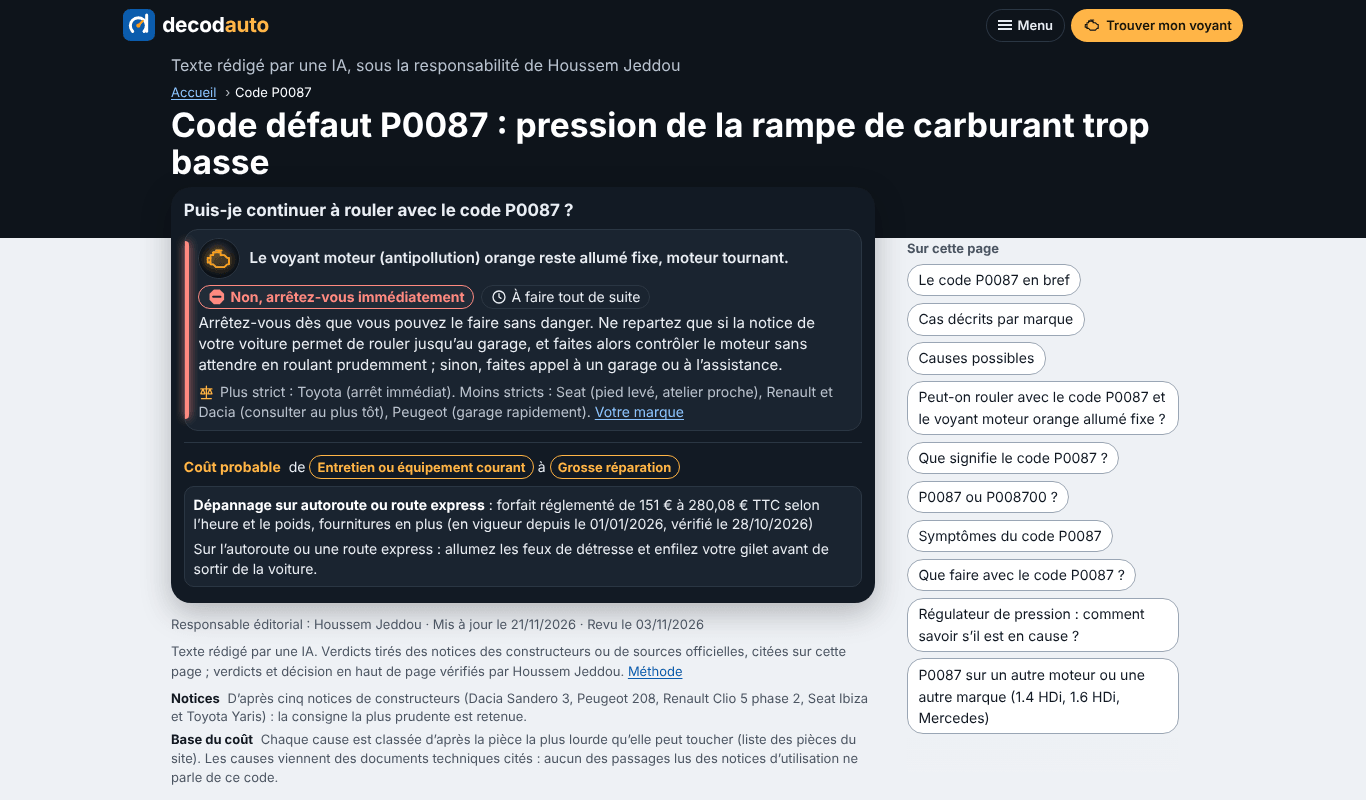 decodauto
Menu
Trouver mon voyant
Texte rédigé par une IA, sous la responsabilité de Houssem Jeddou
Accueil › Code P0087
Code défaut P0087 : pression de la rampe de carburant trop
basse
Puis-je continuer à rouler avec le code P0087 ?
Le voyant moteur (antipollution) orange reste allumé fixe, moteur tournant.
Non, arrêtez-vous immédiatement
À faire tout de suite
Arrêtez-vous dès que vous pouvez le faire sans danger. Ne repartez que si la notice de
votre voiture permet de rouler jusqu’au garage, et faites alors contrôler le moteur sans
attendre en roulant prudemment ; sinon, faites appel à un garage ou à l’assistance.
Plus strict : Toyota (arrêt immédiat). Moins stricts : Seat (pied levé, atelier proche), Renault et
Dacia (consulter au plus tôt), Peugeot (garage rapidement). Votre marque
Coût probable de Entretien ou équipement courant à Grosse réparation
Dépannage sur autoroute ou route express : forfait réglementé de 151 € à 280,08 € TTC selon
l’heure et le poids, fournitures en plus (en vigueur depuis le 01/01/2026, vérifié le 28/10/2026)
Sur l’autoroute ou une route express : allumez les feux de détresse et enfilez votre gilet avant de
sortir de la voiture.
Responsable éditorial : Houssem Jeddou · Mis à jour le 21/11/2026 · Revu le 03/11/2026
Texte rédigé par une IA. Verdicts tirés des notices des constructeurs ou de sources officielles, citées sur cette
page ; verdicts et décision en haut de page vérifiés par Houssem Jeddou. Méthode
Notices D’après cinq notices de constructeurs (Dacia Sandero 3, Peugeot 208, Renault Clio 5 phase 2, Seat Ibiza
et Toyota Yaris) : la consigne la plus prudente est retenue.
Base du coût Chaque cause est classée d’après la pièce la plus lourde qu’elle peut toucher (liste des pièces du
site). Les causes viennent des documents techniques cités : aucun des passages lus des notices d’utilisation ne
parle de ce code.
Sur cette page
Le code P0087 en bref
Cas décrits par marque
Causes possibles
Peut-on rouler avec le code P0087 et
le voyant moteur orange allumé fixe ?
Que signifie le code P0087 ?
P0087 ou P008700 ?
Symptômes du code P0087
Que faire avec le code P0087 ?
Régulateur de pression : comment
savoir s’il est en cause ?
P0087 sur un autre moteur ou une
autre marque (1.4 HDi, 1.6 HDi,
Mercedes)